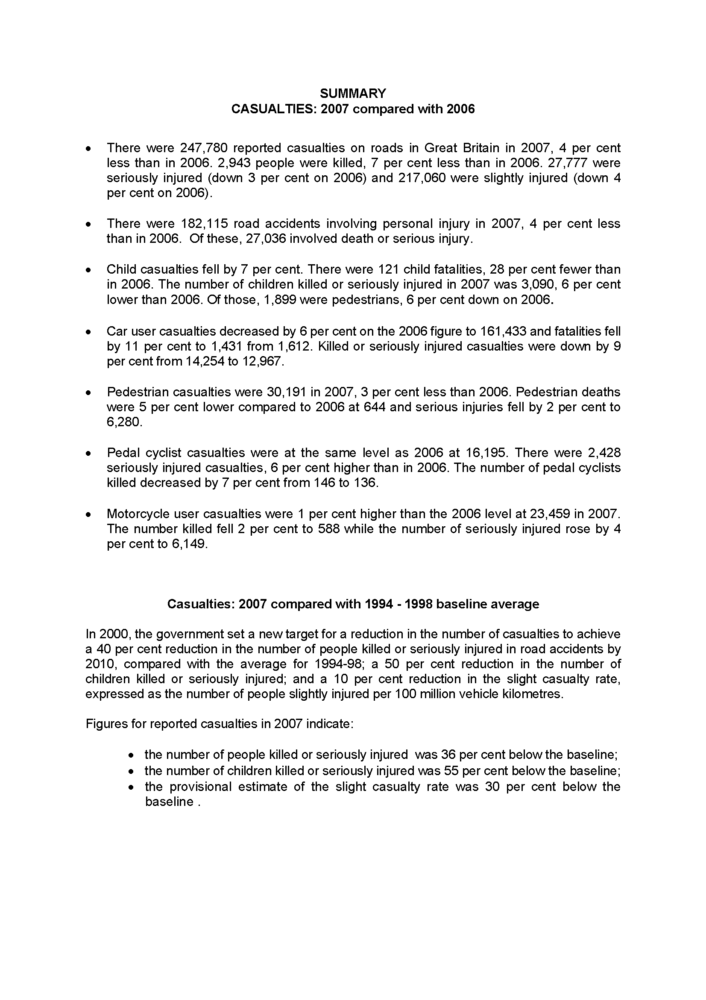 SUMMARY
CASUALTIES: 2007 compared with 2006
• There were 247,780 reported casualties on roads in Great Britain in 2007, 4 per cent
less than in 2006. 2,943 people were killed, 7 per cent less than in 2006. 27,777 were
seriously injured (down 3 per cent on 2006) and 217,060 were slightly injured (down 4
per cent on 2006).
• There were 182,115 road accidents involving personal injury in 2007, 4 per cent less
than in 2006.  Of these, 27,036 involved death or serious injury.
• Child casualties fell by 7 per cent. There were 121 child fatalities, 28 per cent fewer than
in 2006. The number of children killed or seriously injured in 2007 was 3,090, 6 per cent
lower than 2006. Of those, 1,899 were pedestrians, 6 per cent down on 2006.
• Car user casualties decreased by 6 per cent on the 2006 figure to 161,433 and fatalities fell
by 11 per cent to 1,431 from 1,612. Killed or seriously injured casualties were down by 9
per cent from 14,254 to 12,967.
• Pedestrian casualties were 30,191 in 2007, 3 per cent less than 2006. Pedestrian deaths
were 5 per cent lower compared to 2006 at 644 and serious injuries fell by 2 per cent to
6,280.
• Pedal cyclist casualties were at the same level as 2006 at 16,195. There were 2,428
seriously injured casualties, 6 per cent higher than in 2006. The number of pedal cyclists
killed decreased by 7 per cent from 146 to 136.
• Motorcycle user casualties were 1 per cent higher than the 2006 level at 23,459 in 2007.
The number killed fell 2 per cent to 588 while the number of seriously injured rose by 4
per cent to 6,149.
Casualties: 2007 compared with 1994 - 1998 baseline average
In 2000, the government set a new target for a reduction in the number of casualties to achieve
a 40 per cent reduction in the number of people killed or seriously injured in road accidents by
2010, compared with the average for 1994-98; a 50 per cent reduction in the number of
children killed or seriously injured; and a 10 per cent reduction in the slight casualty rate,
expressed as the number of people slightly injured per 100 million vehicle kilometres.
Figures for reported casualties in 2007 indicate:
• the number of people killed or seriously injured  was 36 per cent below the baseline;
• the number of children killed or seriously injured was 55 per cent below the baseline;
• the provisional estimate of the slight casualty rate was 30 per cent below the
baseline .